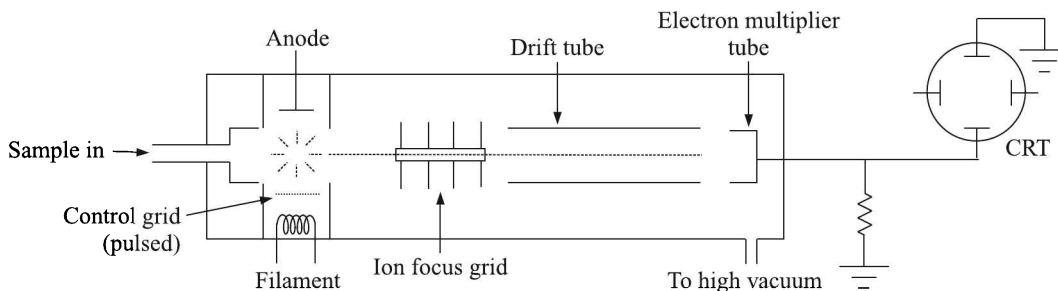 Anode
Drift tube
Electron multiplier
tube
Sample in
CRT
Control grid
(pulsed)
Filament
Ion focus grid
To high vacuum